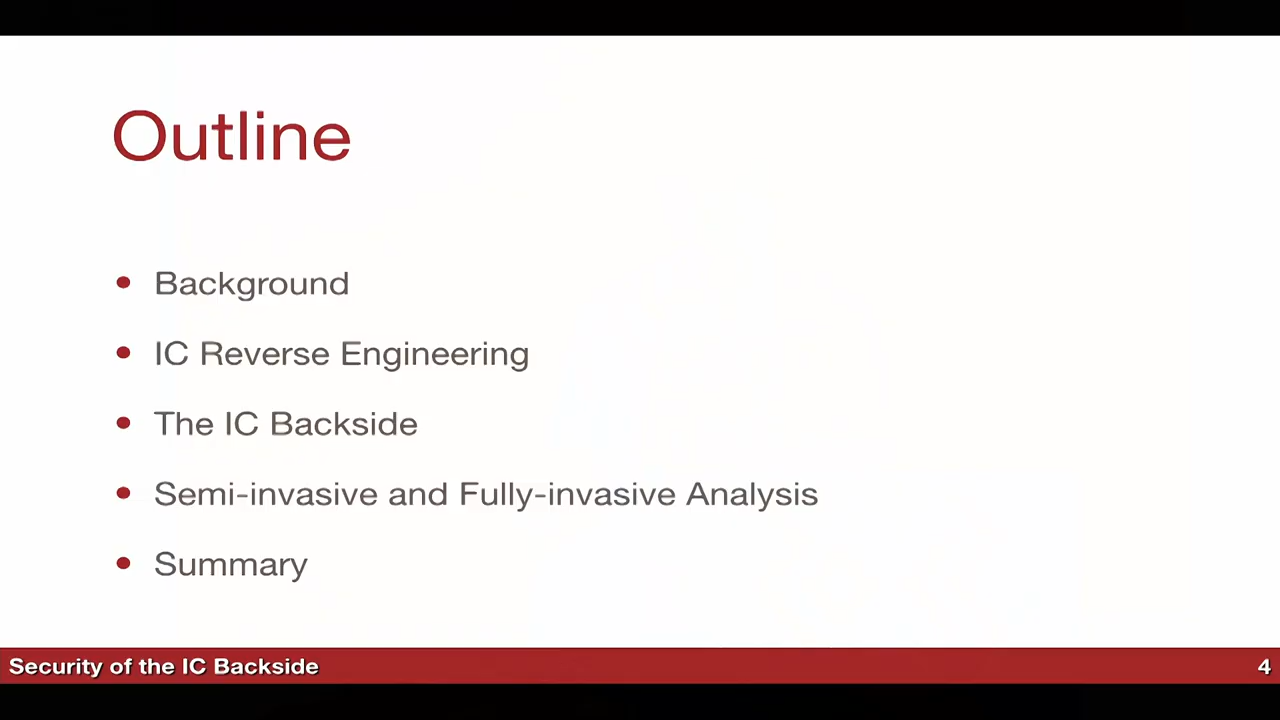 Outline
• Background
• IC Reverse Engineering
• The IC Backside
• Semi-invasive and Fully-invasive Analysis
• Summary
Security of the IC Backside 4